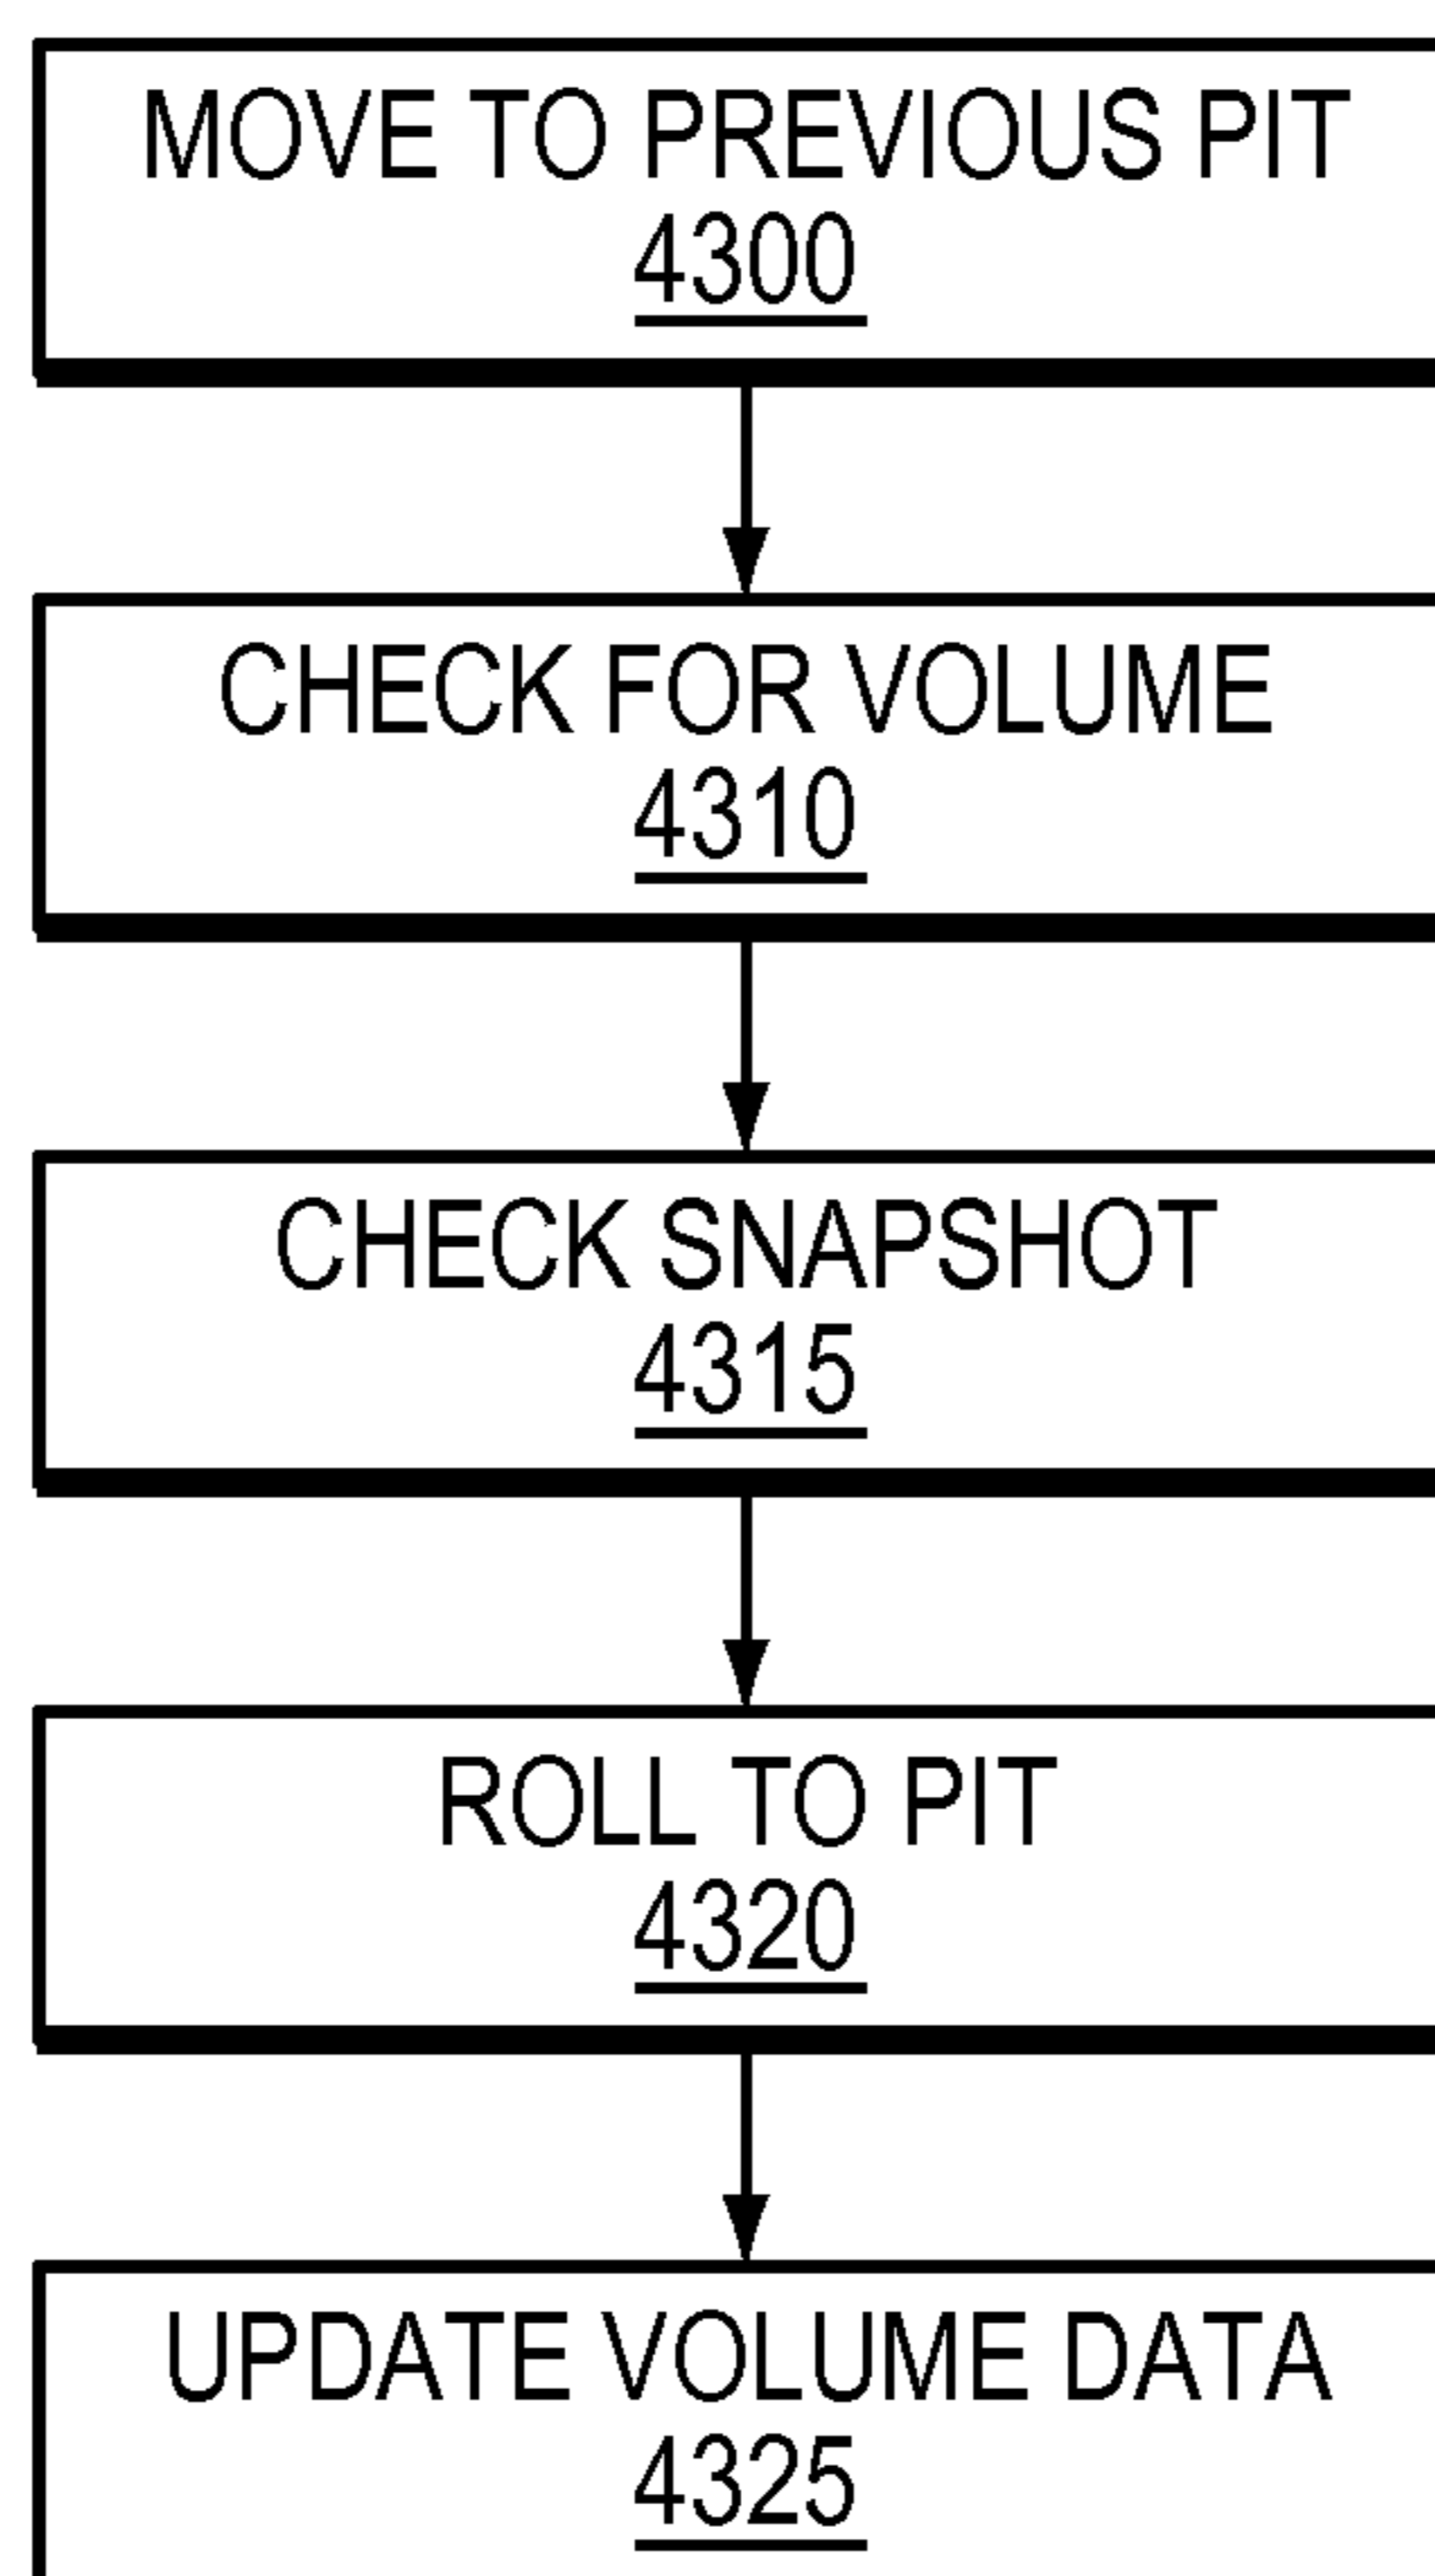 MOVE TO PREVIOUS PIT
4300
CHECK FOR VOLUME
4310
CHECK SNAPSHOT
4315
ROLL TO PIT
4320
UPDATE VOLUME DATA
4325